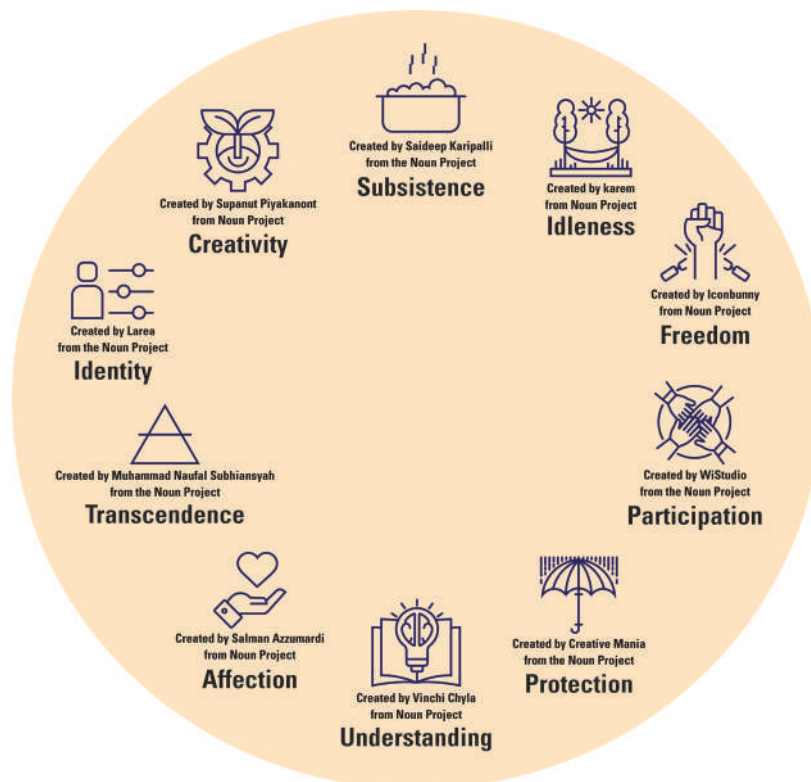 Created by Saideep Karipalli
from the Noun Project
Subsistence
Created by karem
from Noun Project
Idleness
Created by Iconbunny
from Noun Project
Freedom
Created by WiStudio
from the Noun Project
Participation
Created by Creative Mania
from the Noun Project
Protection
Created by Vinchi Chyla
from Noun Project
Understanding
Created by Salman Azzumardi
from Noun Project
Affection
Created by Muhammad Naufal Subhiansyah
from the Noun Project
Transcendence
Created by Larea
from the Noun Project
Identity
Created by Supanut Piyakanont
from Noun Project
Creativity